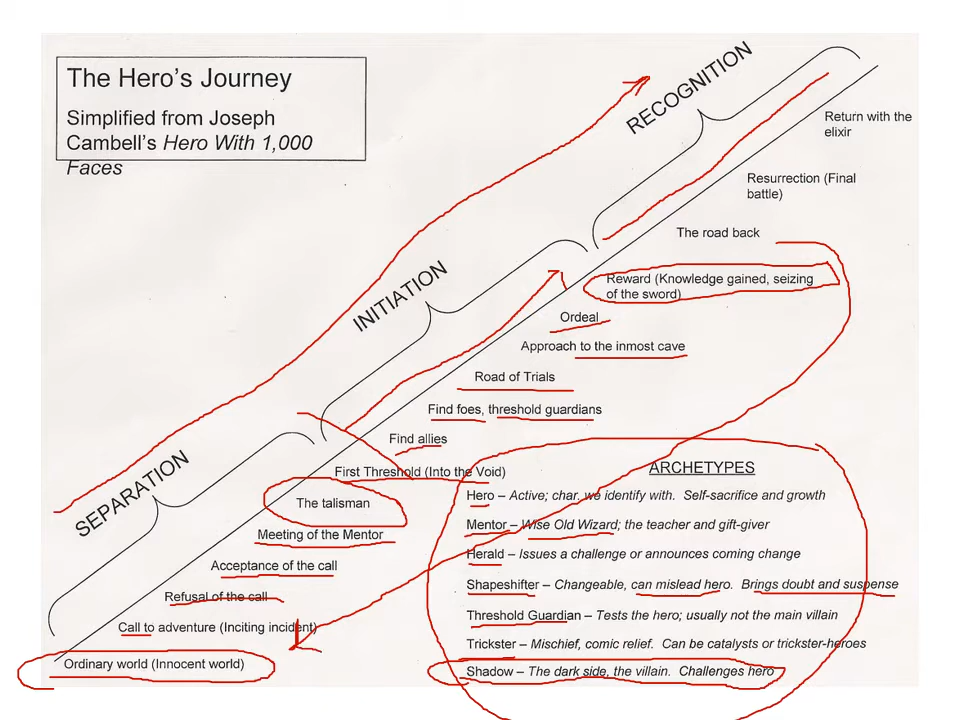 The Hero's Journey
Simplified from Joseph
Cambell's Hero With 1,000
Faces
RECOGNITION
INITIATION
SEPARATION
Return with the
elixir
Resurrection (Final
battle)
The road back
Reward (Knowledge gained, seizing
of the sword)
Ordeal
Approach to the inmost cave
Road of Trials
Find foes, threshold guardians
Find allies
First Threshold (Into the Void)
The talisman
Meeting of the Mentor
Acceptance of the call
Refusal of the call
Call to adventure (Inciting incident)
Ordinary world (Innocent world)
ARCHETYPES
Hero – Active; char. we identify with. Self-sacrifice and growth
Mentor – Wise Old Wizard; the teacher and gift-giver
Herald – Issues a challenge or announces coming change
Shapeshifter – Changeable, can mislead hero. Brings doubt and suspense
Threshold Guardian – Tests the hero; usually not the main villain
Trickster – Mischief, comic relief. Can be catalysts or trickster-heroes
Shadow – The dark side, the villain. Challenges hero